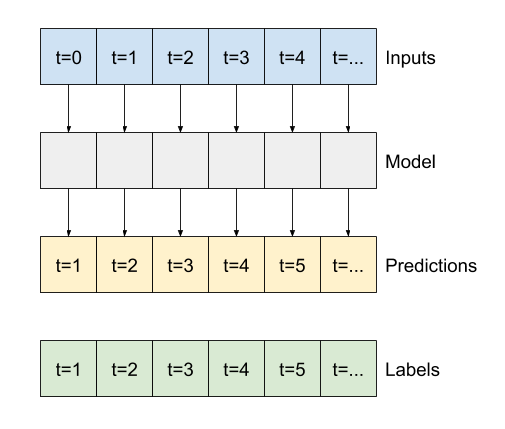 t=0 t=1 t=2 t=3 t=4 t=... Inputs
Model
t=1 t=2 t=3 t=4 t=5 t=... Predictions
t=1 t=2 t=3 t=4 t=5 t=... Labels